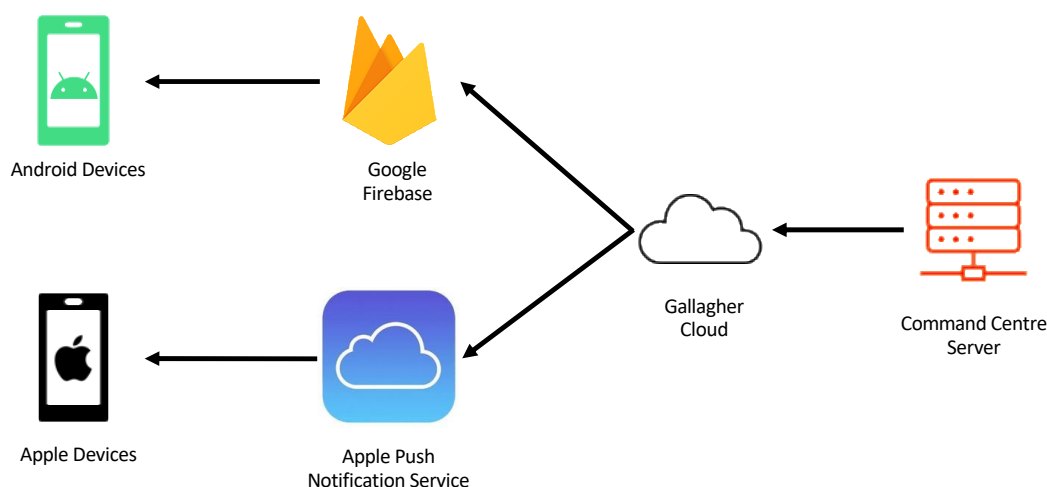 Android Devices
Google
Firebase
Gallagher
Cloud
Command Centre
Server
Apple Devices
Apple Push
Notification Service